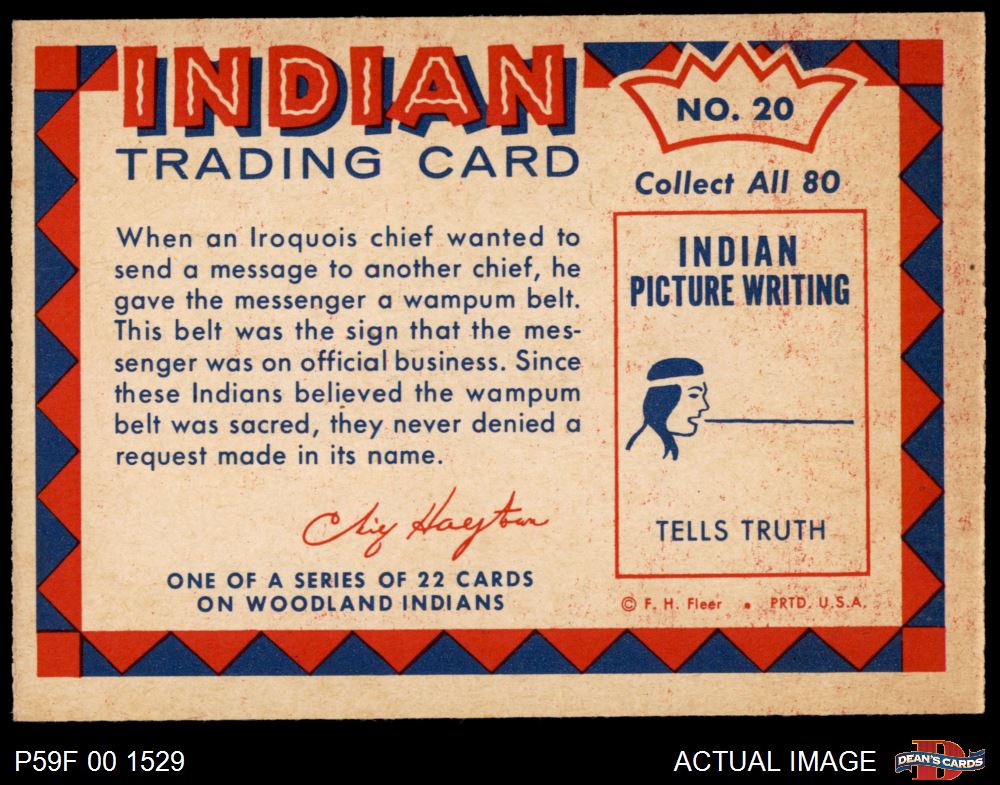 INDIAN
TRADING CARD
NO. 20
Collect All 80
When an Iroquois chief wanted to
send a message to another chief, he
gave the messenger a wampum belt.
This belt was the sign that the mes-
senger was on official business. Since
these Indians believed the wampum
belt was sacred, they never denied a
request made in its name.
ONE OF A SERIES OF 22 CARDS
ON WOODLAND INDIANS
INDIAN
PICTURE WRITING
TELLS TRUTH
© F. H. Fleer • PRTD. U.S.A.
P59F 00 1529
ACTUAL IMAGE
D
DEAN'S CARDS